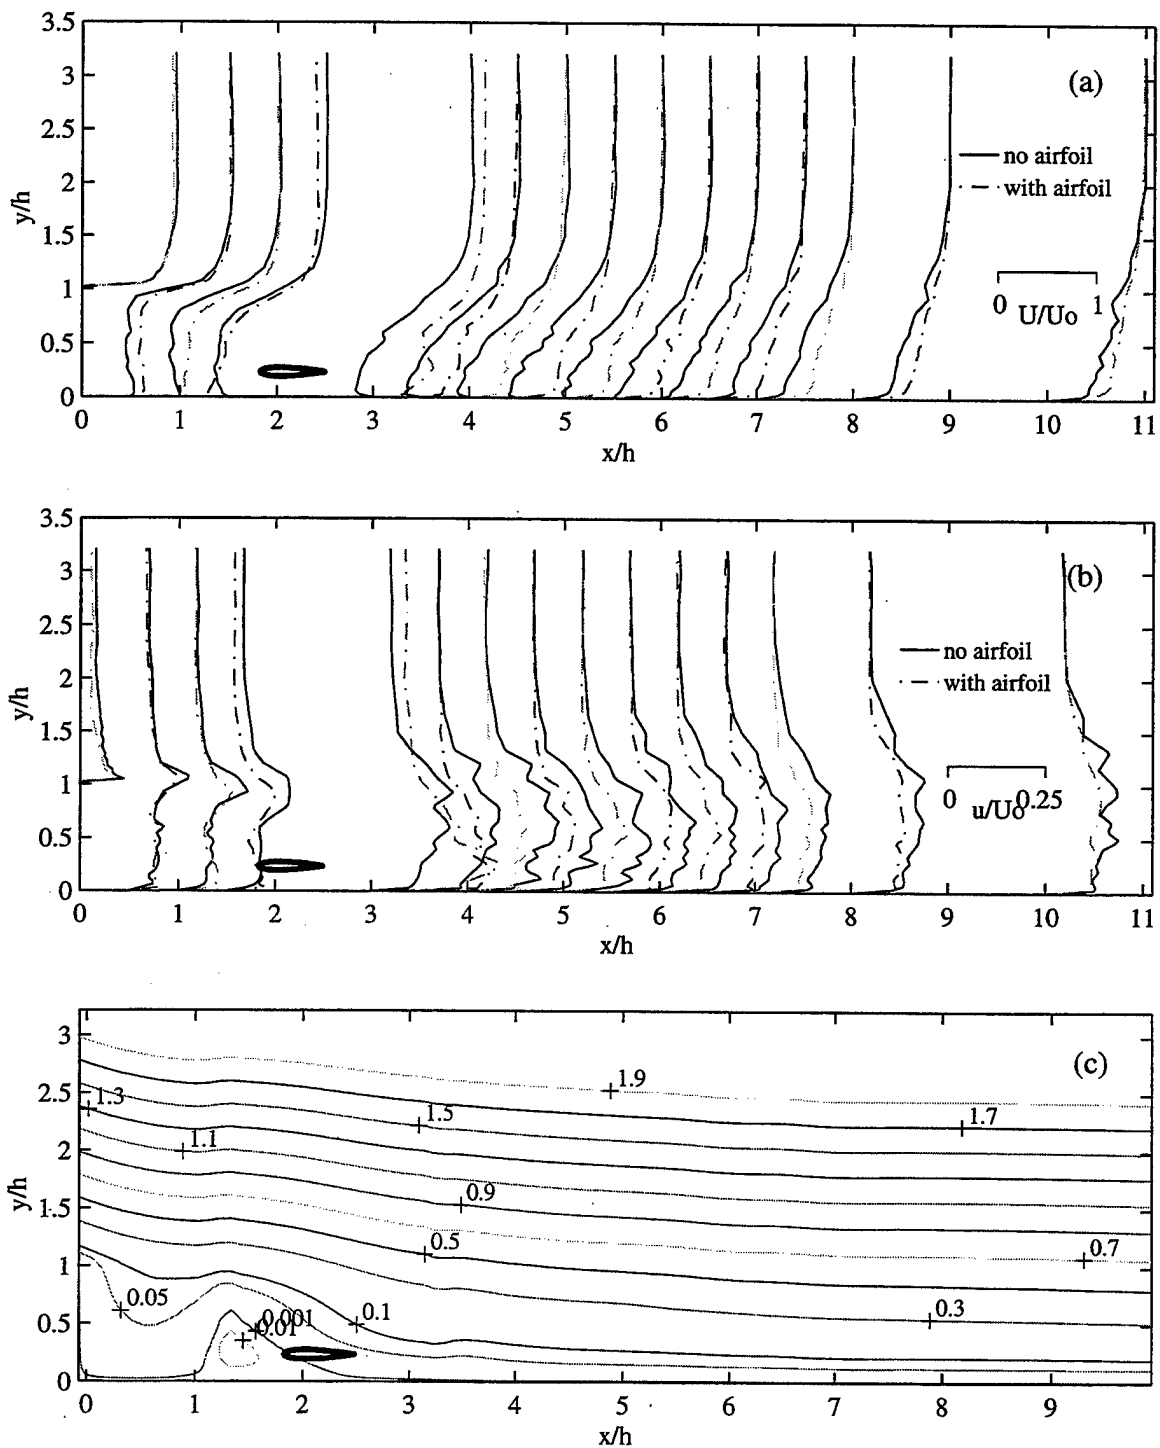 3.5
3
2.5
2
1.5
1
0.5
0
y/h
(a)
no airfoil
with airfoil
0 U/Uo 1
0 1 2 3 4 5 6 7 8 9 10 11
x/h
3.5
3
2.5
2
1.5
1
0.5
0
y/h
(b)
no airfoil
with airfoil
0 u/Uo 0.25
0 1 2 3 4 5 6 7 8 9 10 11
x/h
3
2.5
2
1.5
1
0.5
0
y/h
(c)
1.9
1.3
1.5
1.7
1.1
0.9
0.5
0.7
0.05
0.1
0.3
0.001
0.01
0 1 2 3 4 5 6 7 8 9
x/h